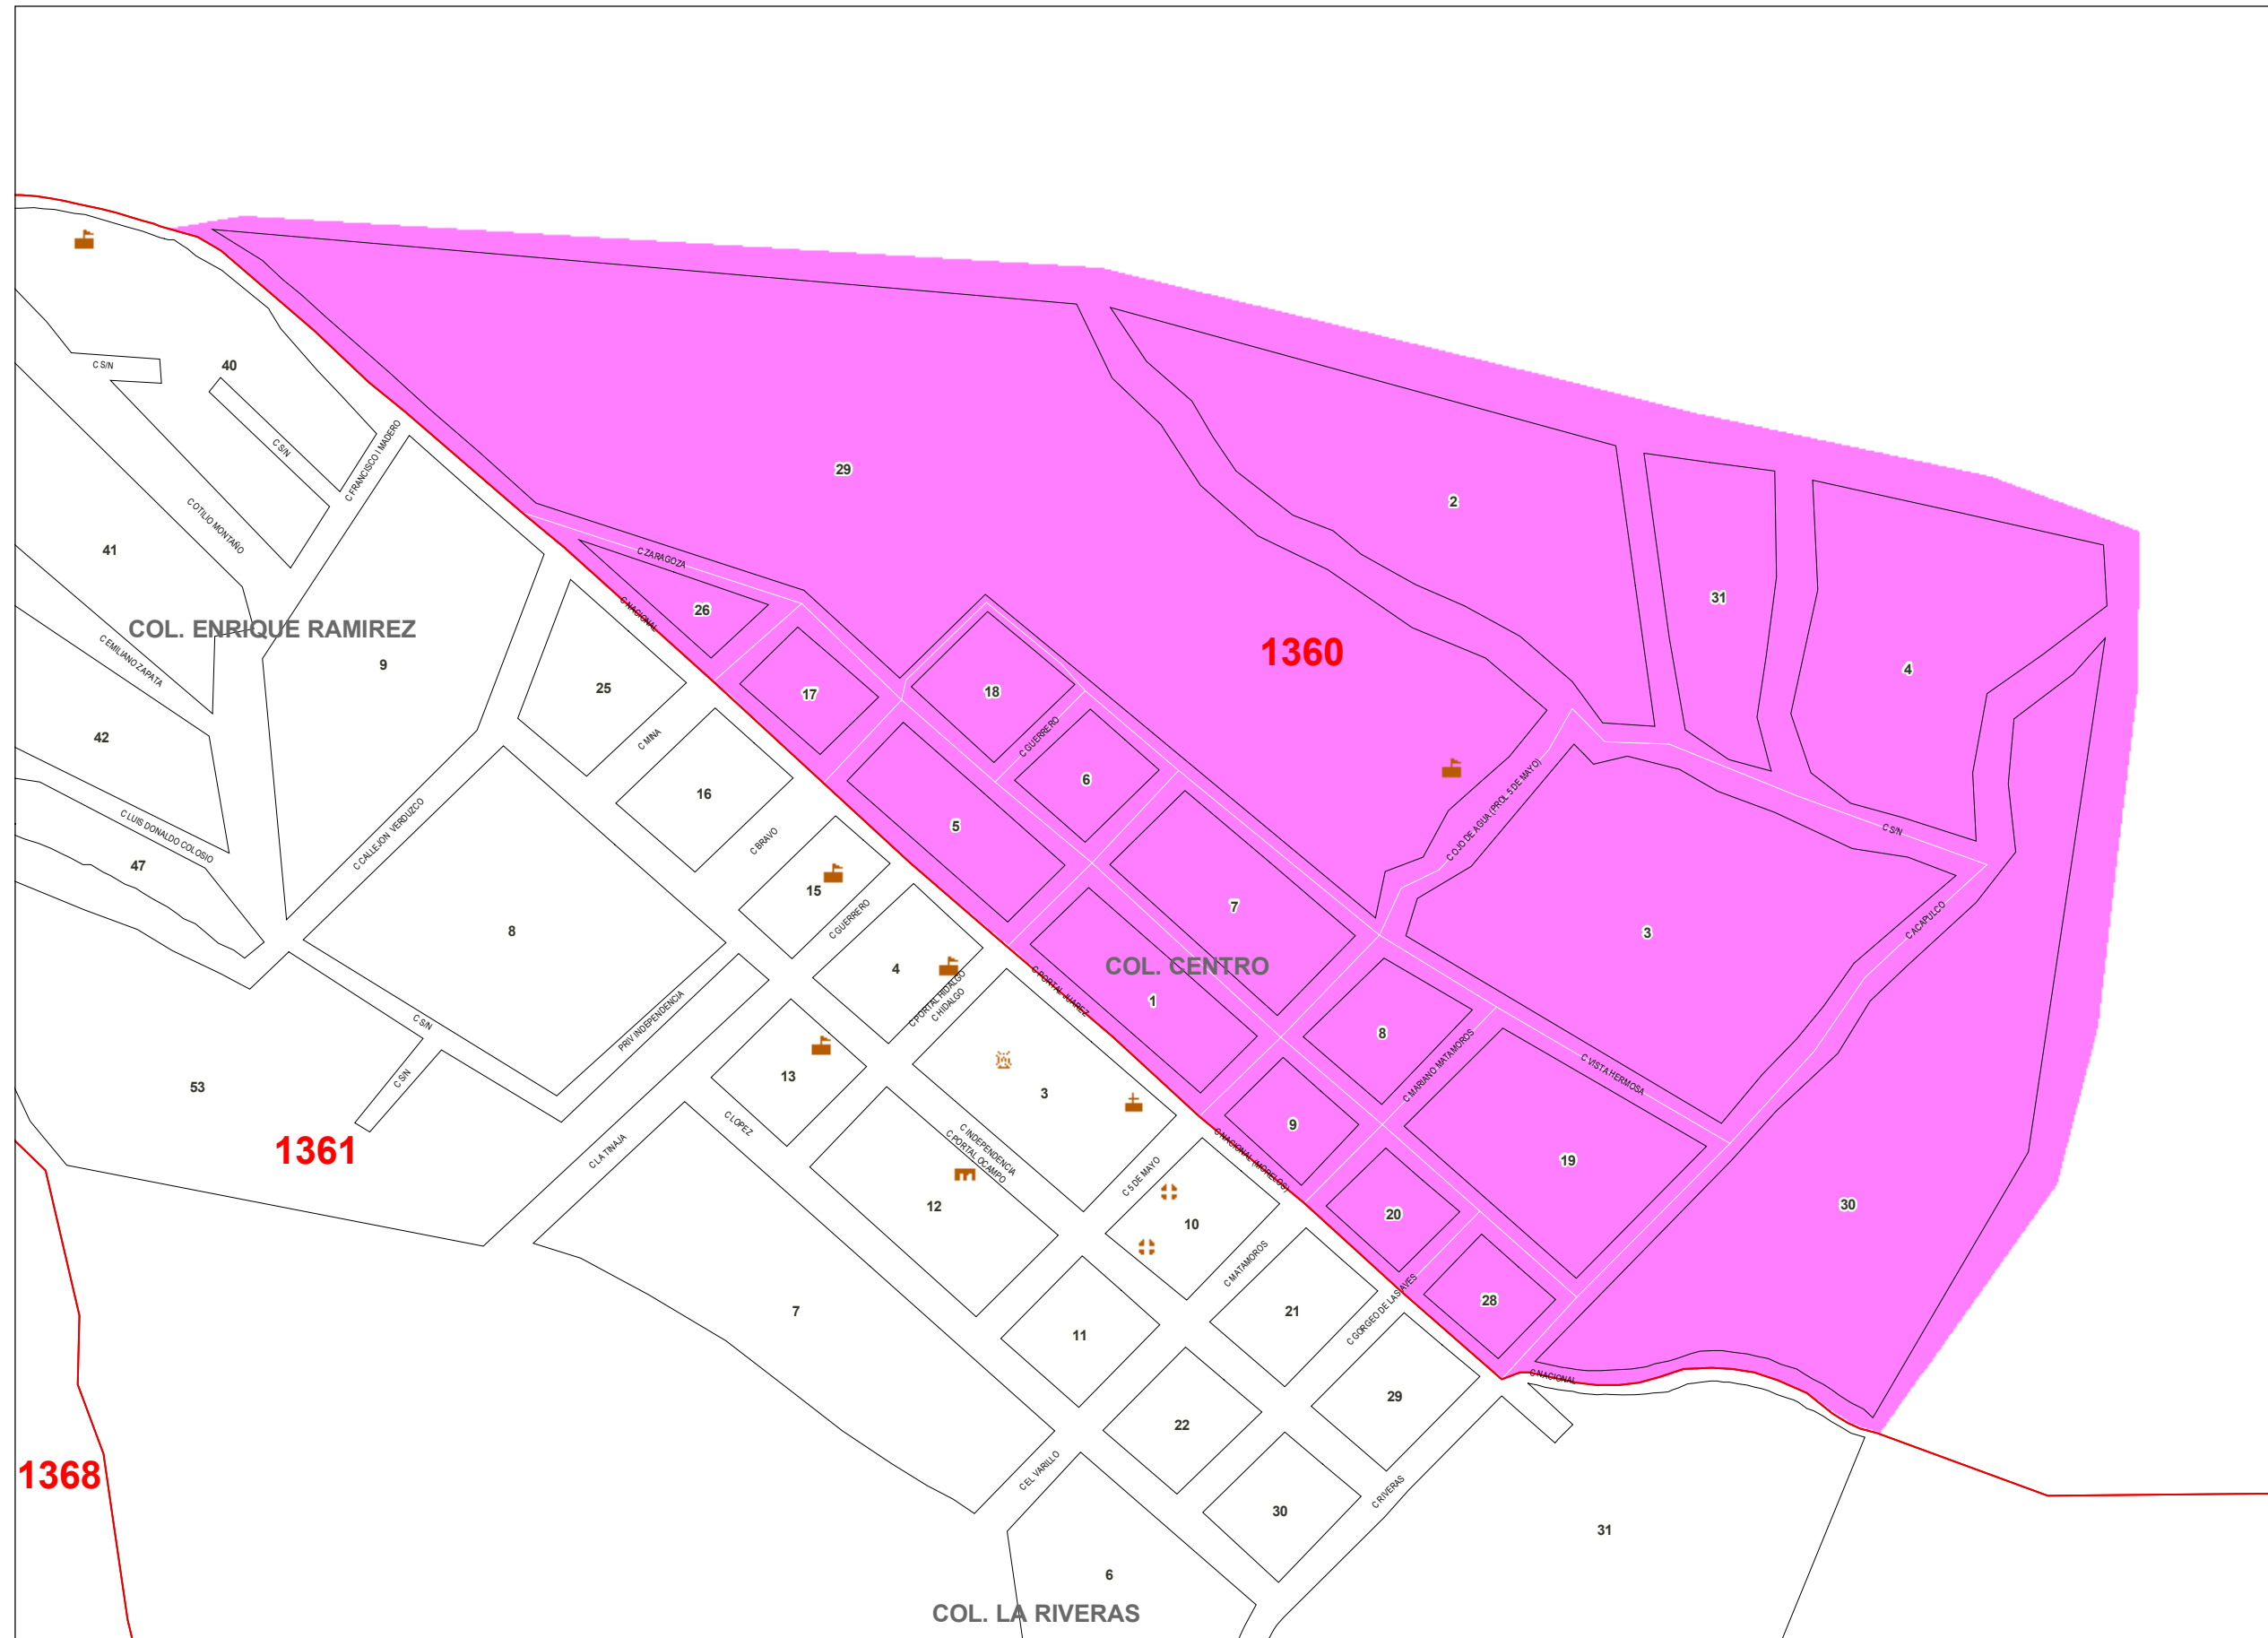 40
C S/N
C S/N
C FRANCISCO I MADERO
29
2
C OTILIO MONTAÑO
41
C ZARAGOZA
31
26
C NACIONAL
COL. ENRIQUE RAMIREZ
1360
C EMILIANO ZAPATA
9
4
25
17
18
C MINA
C GUERRERO
42
6
16
C OJO DE AGUA (PROL 5 DE MAYO)
5
C S/N
C LUIS DONALDO COLOSIO
C CALLEJON VERDUZCO
C BRAVO
47
15
7
C ACAPULCO
C GUERRERO
8
3
4
COL. CENTRO
C PORTAL HIDALGO
C HIDALGO
C PORTAL JUAREZ
1
C S/N
PRIV INDEPENDENCIA
8
C MARIANO MATAMOROS
13
C S/N
C VISTA HERMOSA
53
3
C LOPEZ
9
1361
C LA TINAJA
C INDEPENDENCIA
C PORTAL OCAMPO
C 5 DE MAYO
C NACIONAL (MORELOS)
19
12
30
20
10
C MATAMOROS
28
7
21
C GORGEO DE LAS AVES
11
C NACIONAL
29
22
1368
C EL VARILLO
C RIVERAS
30
31
6
COL. LA RIVERAS